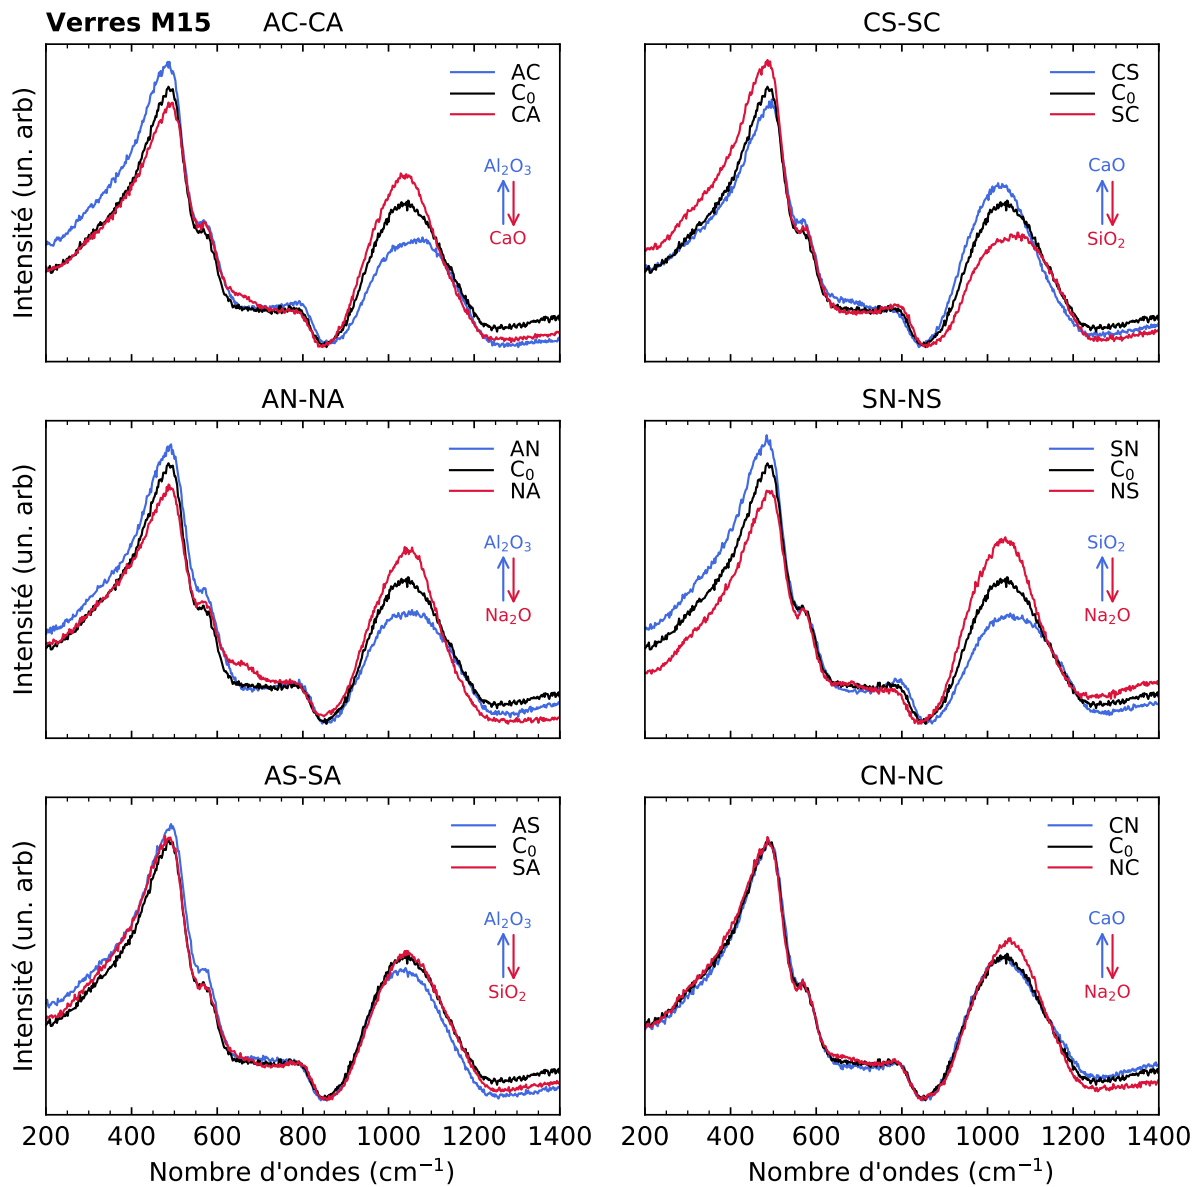 Verres M15 AC-CA
AC
C₀
CA
Al₂O₃
CaO
Intensité (un. arb)
CS-SC
CS
C₀
SC
CaO
SiO₂
AN-NA
AN
C₀
NA
Al₂O₃
Na₂O
Intensité (un. arb)
SN-NS
SN
C₀
NS
SiO₂
Na₂O
AS-SA
AS
C₀
SA
Al₂O₃
SiO₂
Intensité (un. arb)
200 400 600 800 1000 1200 1400
Nombre d'ondes (cm⁻¹)
CN-NC
CN
C₀
NC
CaO
Na₂O
200 400 600 800 1000 1200 1400
Nombre d'ondes (cm⁻¹)